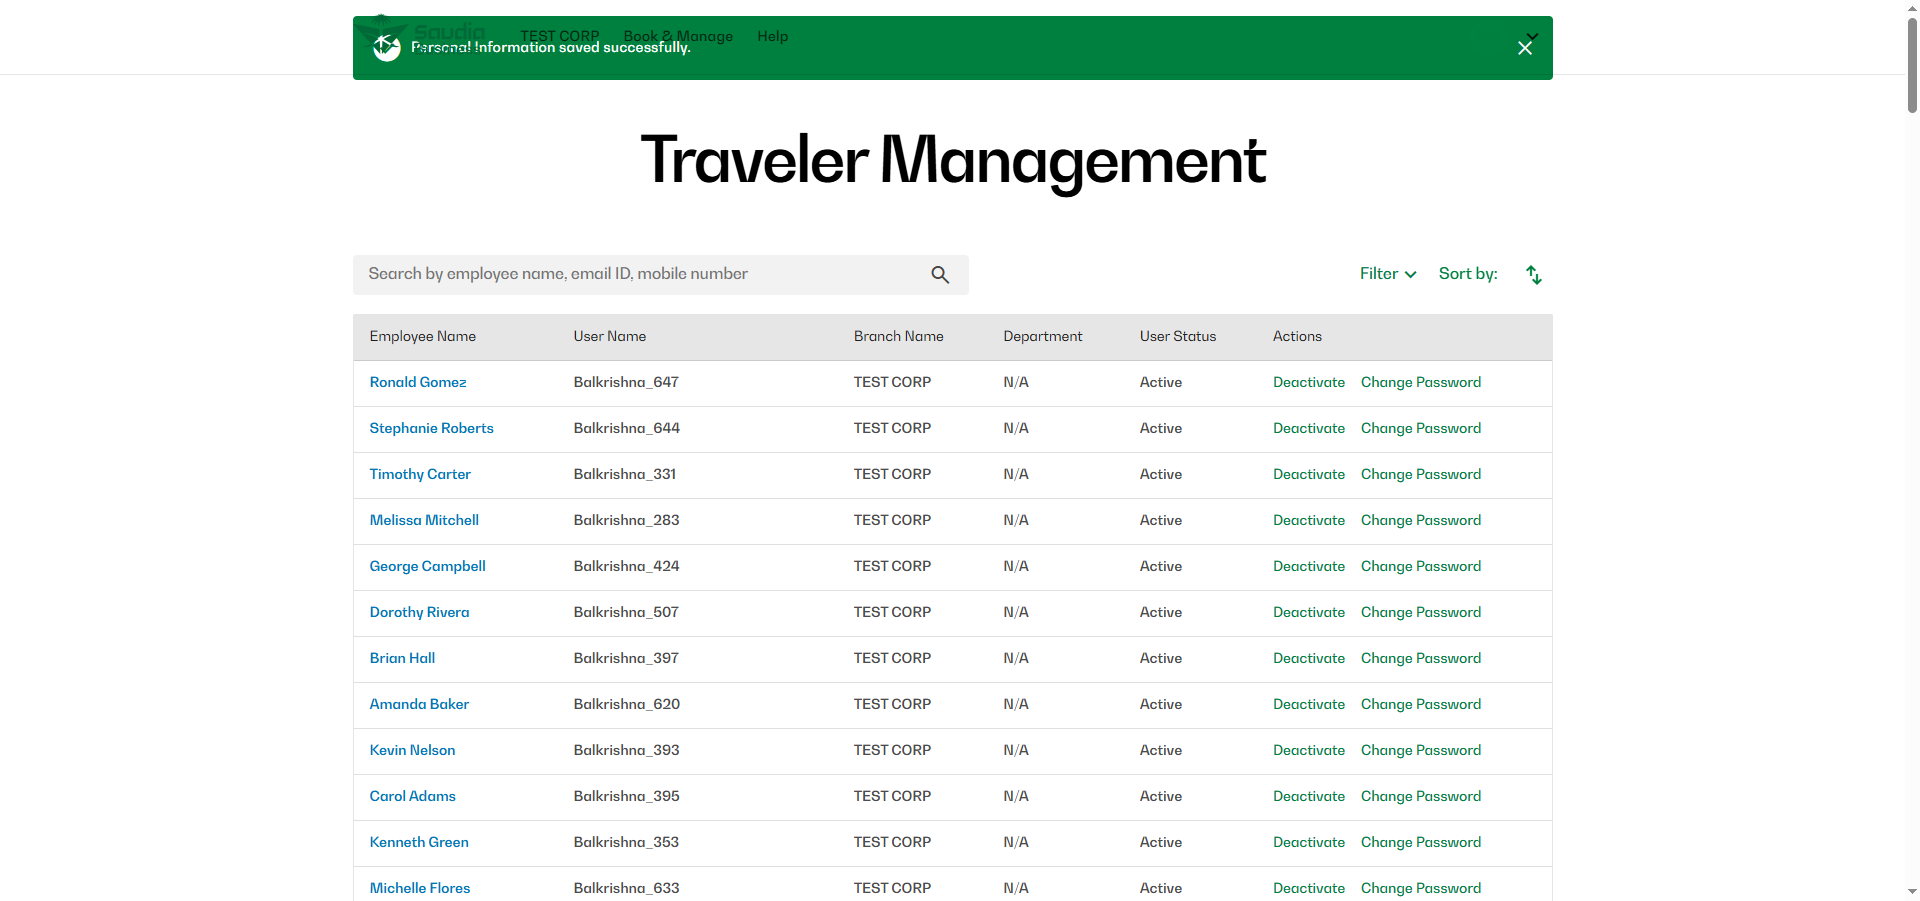 Saudia
TEST CORP Book & Manage Help
Personal Information saved successfully.
Traveler Management
Search by employee name, email ID, mobile number
Filter Sort by:
Employee Name User Name Branch Name Department User Status Actions
Ronald Gomez Balkrishna_647 TEST CORP N/A Active Deactivate Change Password
Stephanie Roberts Balkrishna_644 TEST CORP N/A Active Deactivate Change Password
Timothy Carter Balkrishna_331 TEST CORP N/A Active Deactivate Change Password
Melissa Mitchell Balkrishna_283 TEST CORP N/A Active Deactivate Change Password
George Campbell Balkrishna_424 TEST CORP N/A Active Deactivate Change Password
Dorothy Rivera Balkrishna_507 TEST CORP N/A Active Deactivate Change Password
Brian Hall Balkrishna_397 TEST CORP N/A Active Deactivate Change Password
Amanda Baker Balkrishna_620 TEST CORP N/A Active Deactivate Change Password
Kevin Nelson Balkrishna_393 TEST CORP N/A Active Deactivate Change Password
Carol Adams Balkrishna_395 TEST CORP N/A Active Deactivate Change Password
Kenneth Green Balkrishna_353 TEST CORP N/A Active Deactivate Change Password
Michelle Flores Balkrishna_633 TEST CORP N/A Active Deactivate Change Password